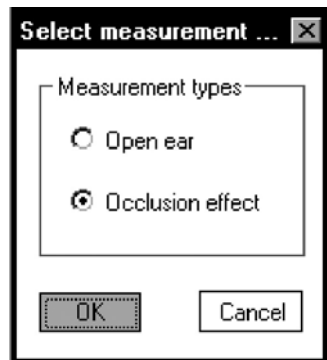 Select measurement ...
Measurement types
Open ear
Occlusion effect
OK Cancel